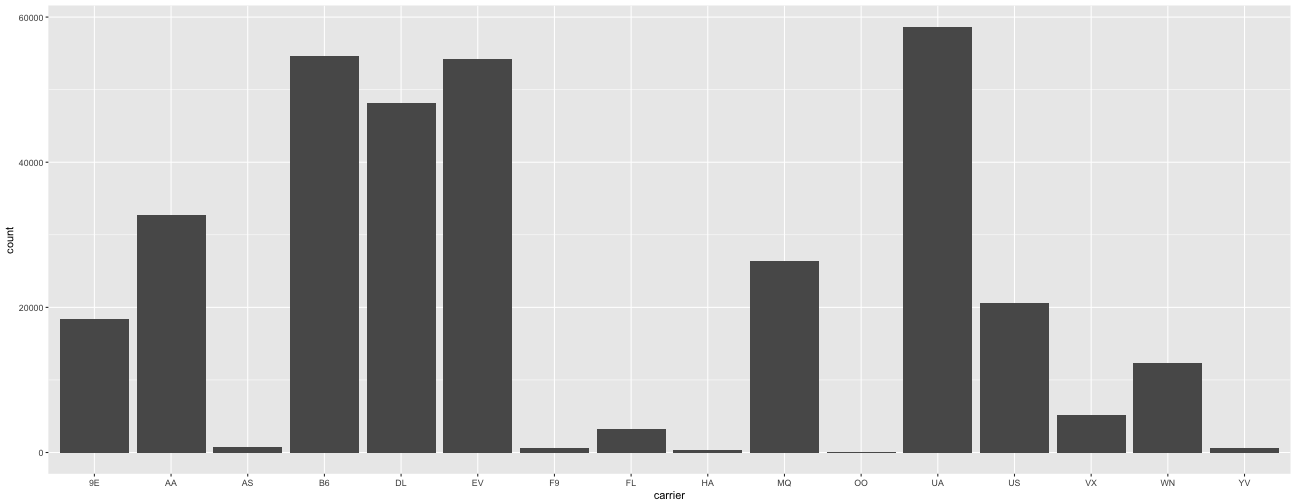 60000
40000
20000
0
count
9E AA AS B6 DL EV F9 FL HA MQ OO UA US VX WN YV
carrier